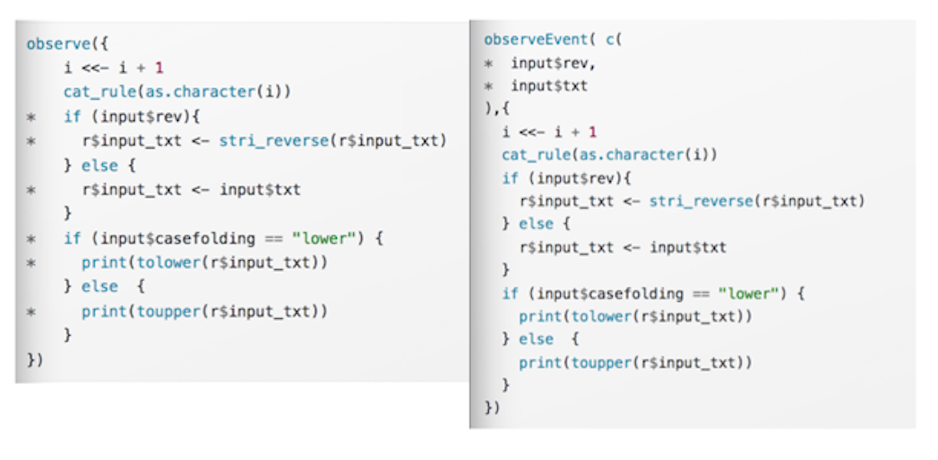 observe({
i <<- i + 1
cat_rule(as.character(i))
* if (input$rev){
* r$input_txt <- stri_reverse(r$input_txt)
} else {
* r$input_txt <- input$txt
}
* if (input$casefolding == "lower") {
* print(tolower(r$input_txt))
} else  {
* print(toupper(r$input_txt))
}
})
observeEvent( c(
* input$rev,
* input$txt
),{
i <<- i + 1
cat_rule(as.character(i))
if (input$rev){
r$input_txt <- stri_reverse(r$input_txt)
} else {
r$input_txt <- input$txt
}
if (input$casefolding == "lower") {
print(tolower(r$input_txt))
} else  {
print(toupper(r$input_txt))
}
})